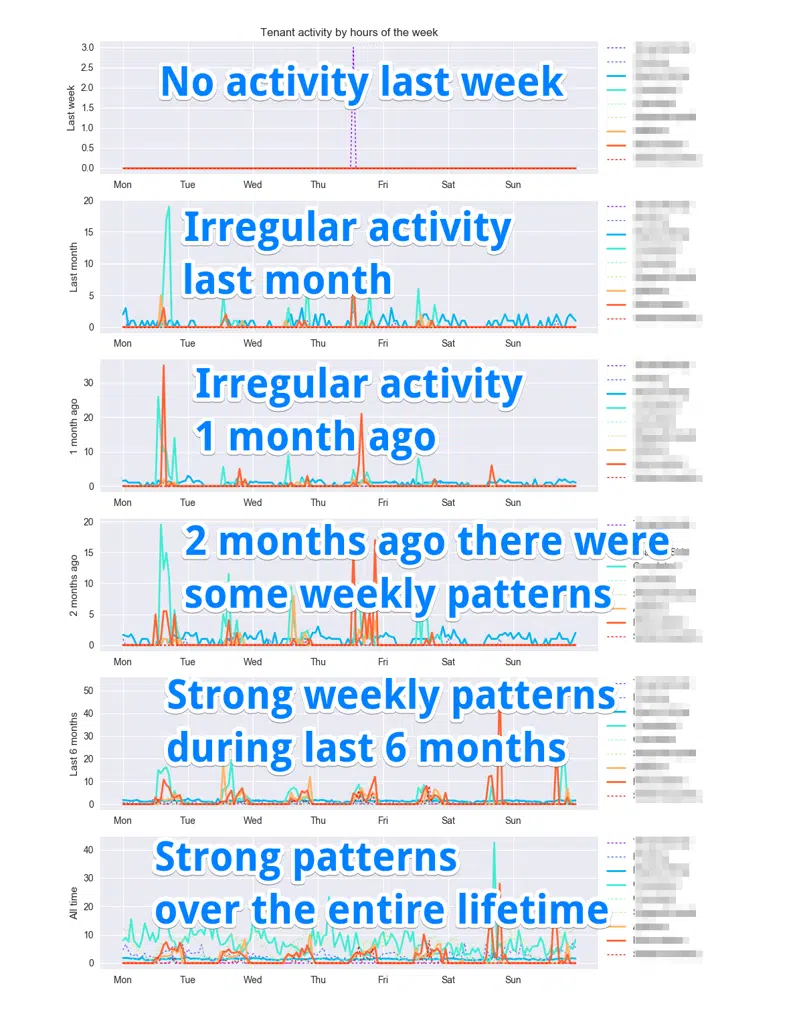 Tenant activity by hours of the week
3.0
2.5
2.0
1.5
1.0
0.5
0.0
Last week
No activity last week
Mon Tue Wed Thu Fri Sat Sun
20
15
10
5
0
Last month
Irregular activity
last month
Mon Tue Wed Thu Fri Sat Sun
30
20
10
0
1 month ago
Irregular activity
1 month ago
Mon Tue Wed Thu Fri Sat Sun
20
15
10
5
0
2 months ago
2 months ago there were
some weekly patterns
Mon Tue Wed Thu Fri Sat Sun
50
40
30
20
10
0
Last 6 months
Strong weekly patterns
during last 6 months
Mon Tue Wed Thu Fri Sat Sun
40
30
20
10
0
All time
Strong patterns
over the entire lifetime
Mon Tue Wed Thu Fri Sat Sun